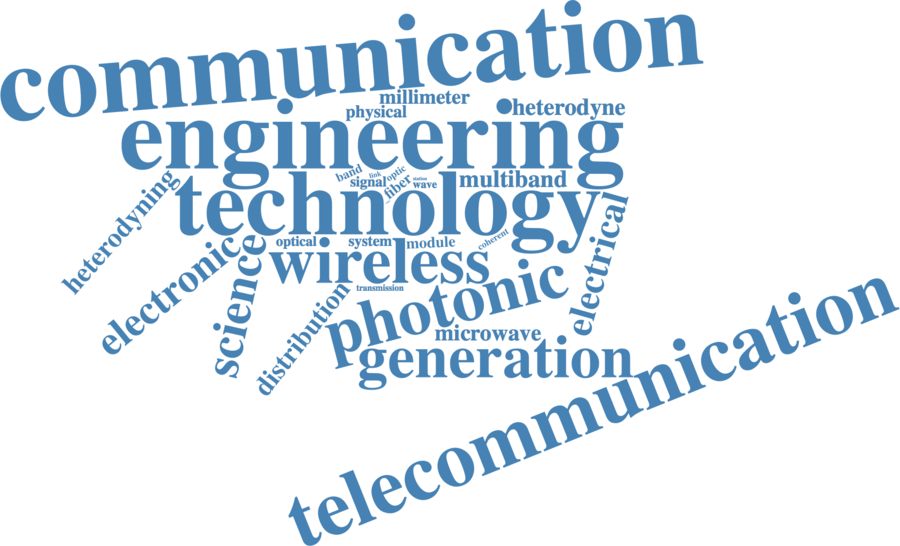 communication
millimeter
physical
heterodyne
engineering
band
link
optic
signal
station
wave
_fiber
multiband
technology
heterodyning
electronic
science
optical
system
module
coherent
electrical
wireless
transmission
distribution
photonic
microwave
generation
telecommunication